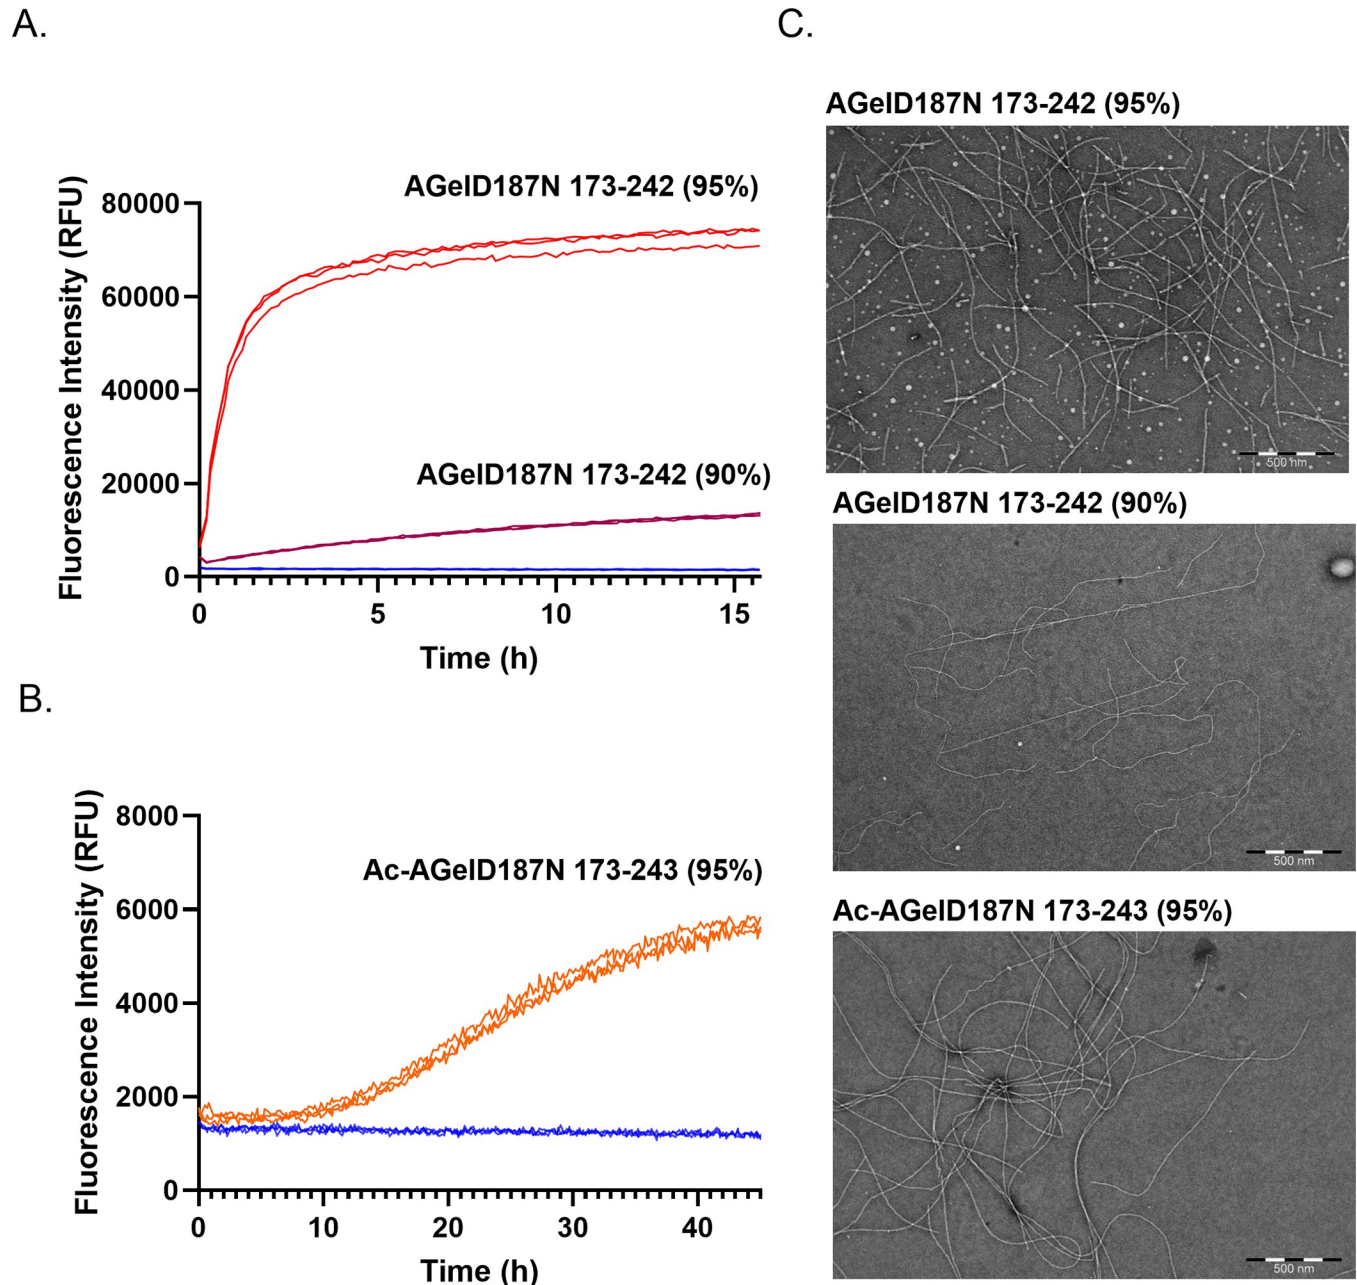 A.
AGelD187N 173-242 (95%)
AGelD187N 173-242 (90%)
Fluorescence Intensity (RFU)
80000
60000
40000
20000
0
0 5 10 15
Time (h)
B.
Ac-AGelD187N 173-243 (95%)
Fluorescence Intensity (RFU)
8000
6000
4000
2000
0
0 10 20 30 40
Time (h)
C.
AGelD187N 173-242 (95%)
500 nm
AGelD187N 173-242 (90%)
500 nm
Ac-AGelD187N 173-243 (95%)
500 nm